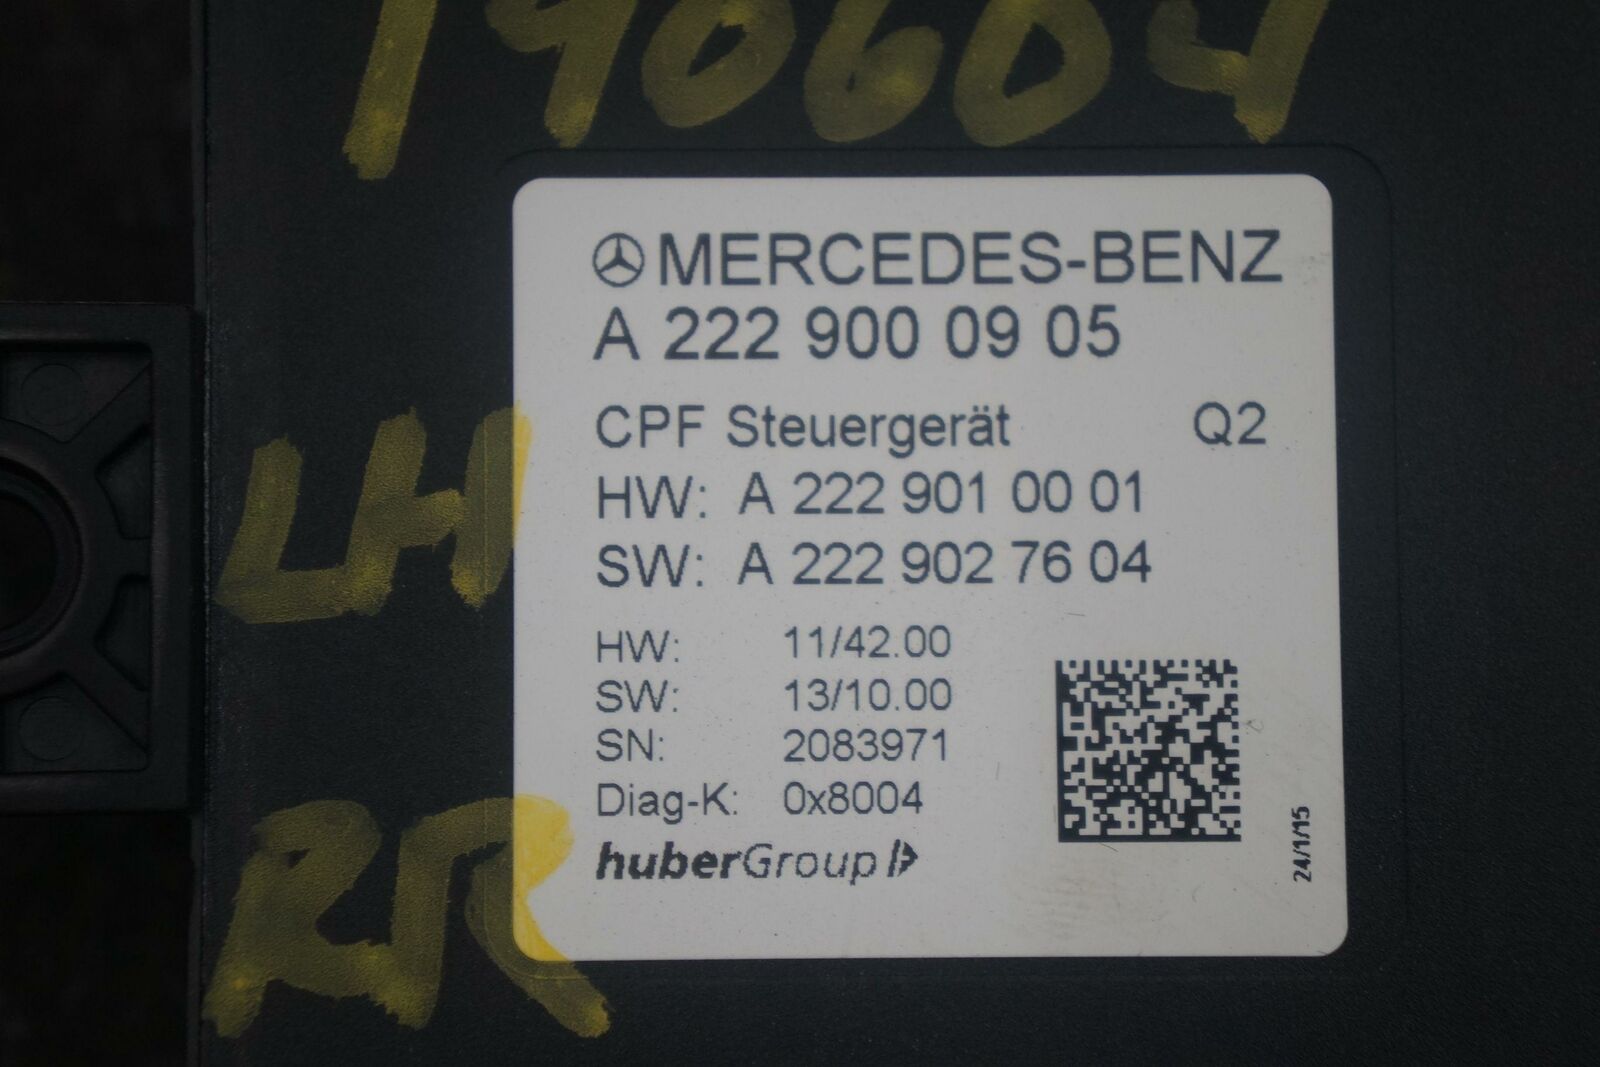 190604
MERCEDES-BENZ
A 222 900 09 05
CPF Steuergerät Q2
HW: A 222 901 00 01
SW: A 222 902 76 04
LH
HW: 11/42.00
SW: 13/10.00
SN: 2083971
Diag-K: 0x8004
huberGroup
24/1/15
RR